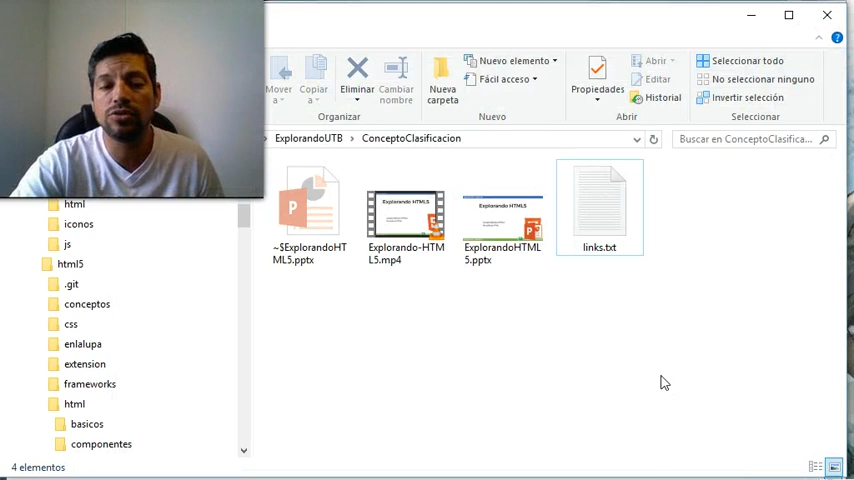 Mover
a
Copiar
a
Eliminar
Cambiar
nombre
Organizar
Nueva
carpeta
Nuevo elemento
Fácil acceso
Nuevo
Propiedades
Abrir
Editar
Historial
Abrir
Seleccionar todo
No seleccionar ninguno
Invertir selección
Seleccionar
ExplorandoUTB
ConceptoClasificacion
Buscar en ConceptoClasifica...
html
iconos
js
html5
.git
conceptos
css
enlalupa
extension
frameworks
html
basicos
componentes
P
Explorando HTML5
Explorando HTML5
~$ExplorandoHT
ML5.pptx
Explorando-HTM
L5.mp4
ExplorandoHTML
5.pptx
links.txt
4 elementos